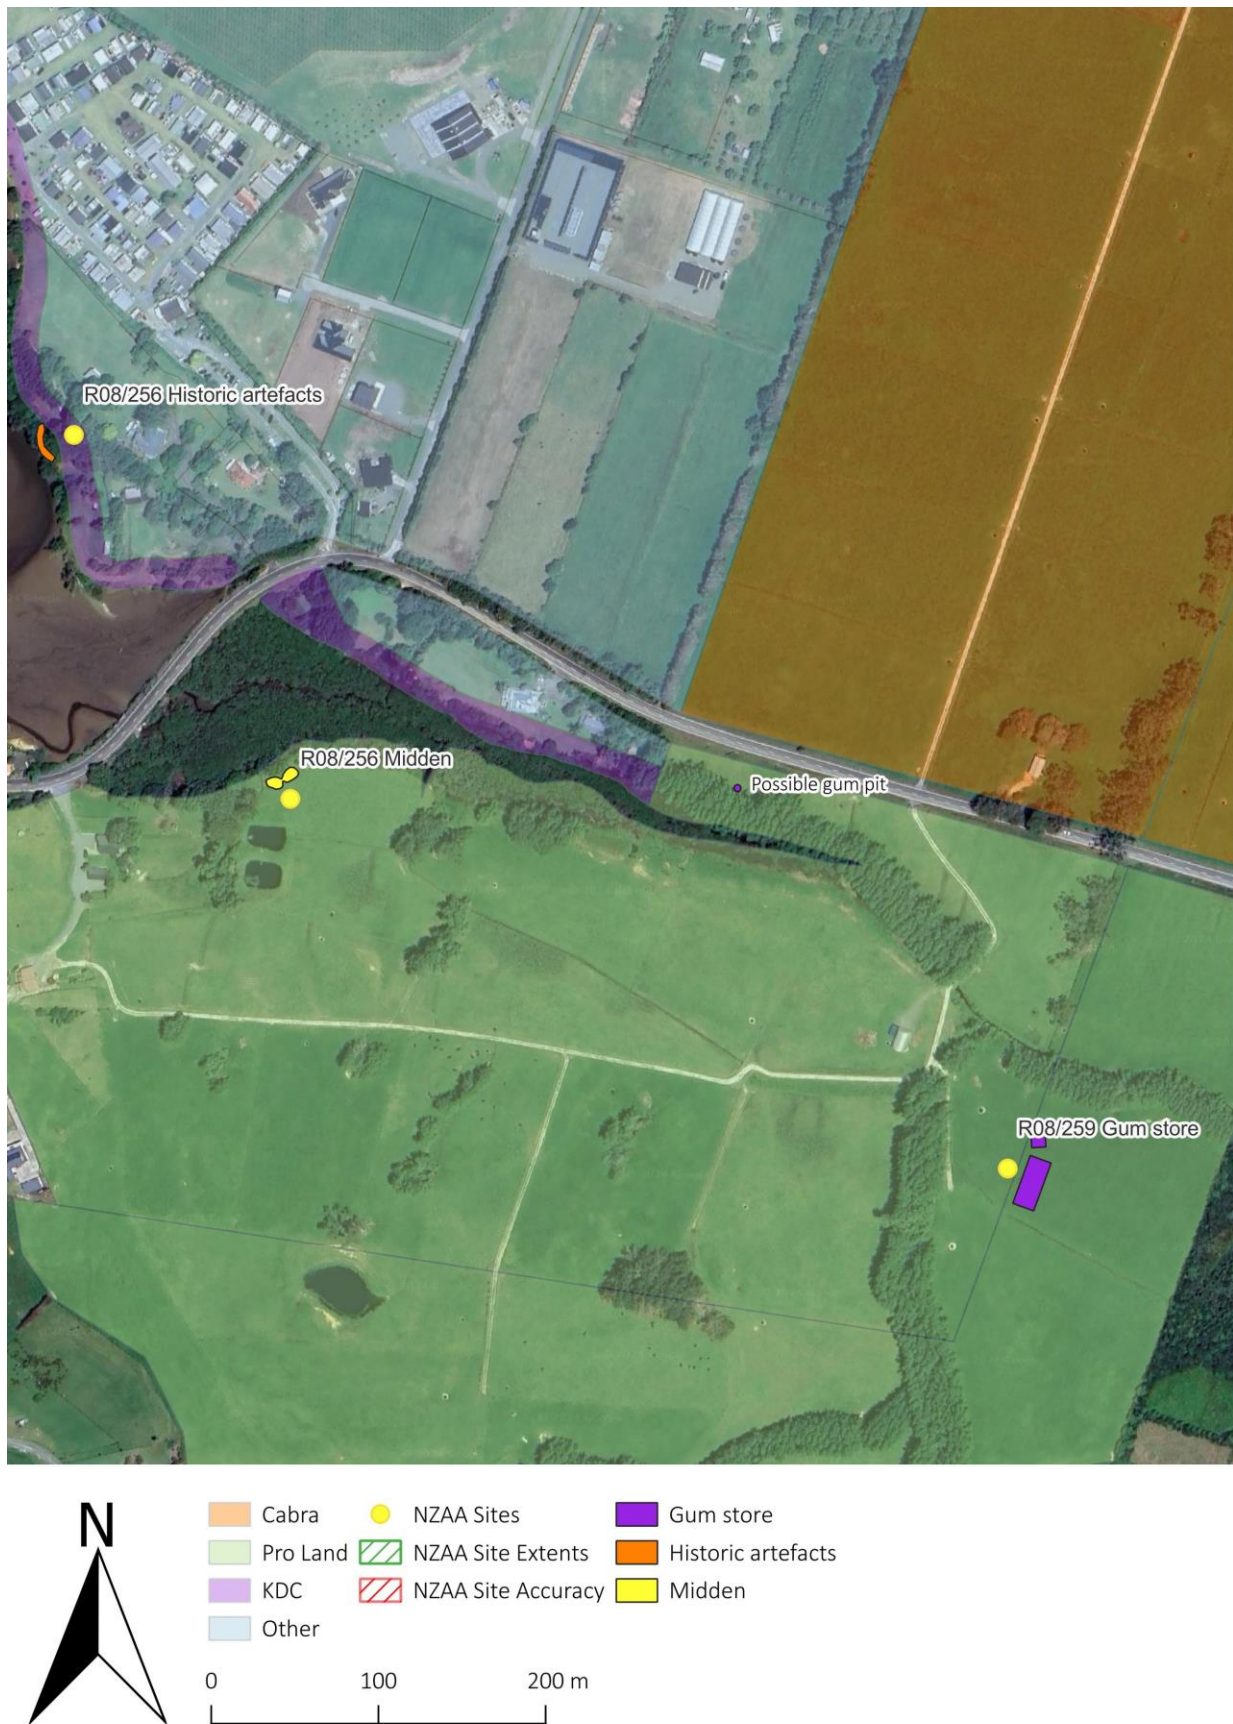 R08/256 Historic artefacts
R08/256 Midden
Possible gum pit
R08/259 Gum store
N
Cabra
Pro Land
KDC
Other
NZAA Sites
NZAA Site Extents
NZAA Site Accuracy
Gum store
Historic artefacts
Midden
0 100 200 m